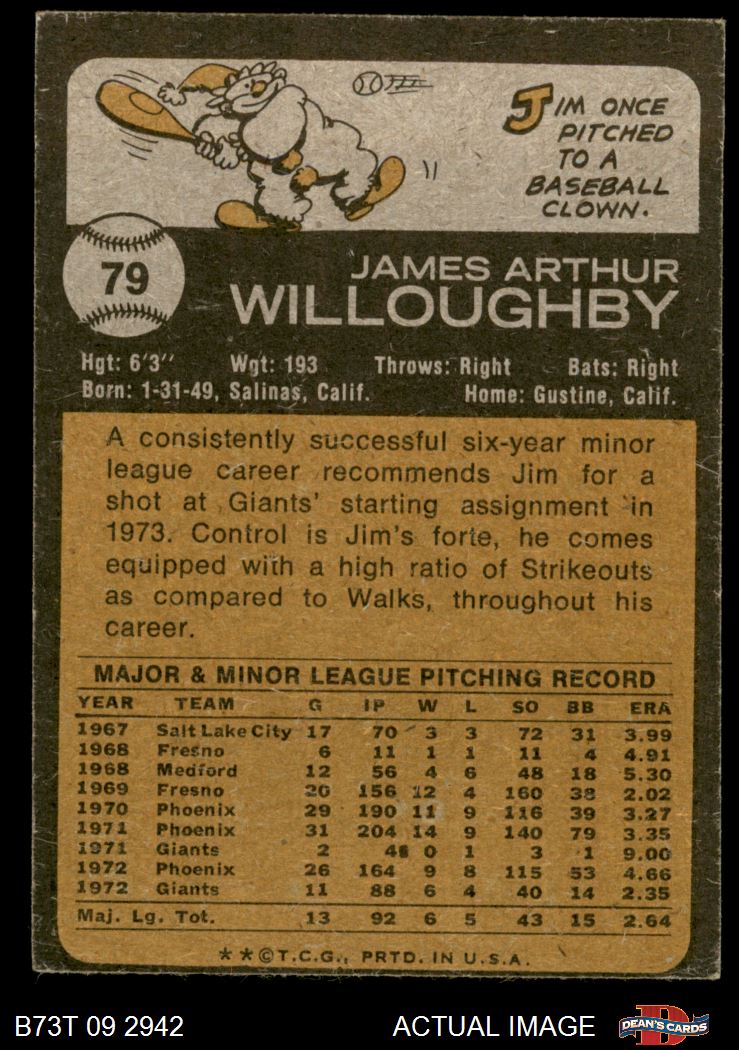 JIM ONCE
PITCHED
TO A
BASEBALL
CLOWN.
79
JAMES ARTHUR
WILLOUGHBY
Hgt: 6'3" Wgt: 193 Throws: Right Bats: Right
Born: 1-31-49, Salinas, Calif. Home: Gustine, Calif.
A consistently successful six-year minor
league career recommends Jim for a
shot at Giants' starting assignment in
1973. Control is Jim's forte, he comes
equipped with a high ratio of Strikeouts
as compared to Walks, throughout his
career.
MAJOR & MINOR LEAGUE PITCHING RECORD
YEAR TEAM G IP W L SO BB ERA
1967 Salt Lake City 17 70 3 3 72 31 3.99
1968 Fresno 6 11 1 1 11 4 4.91
1968 Medford 12 56 4 6 48 18 5.30
1969 Fresno 20 156 12 4 160 38 2.02
1970 Phoenix 29 190 11 9 116 39 3.27
1971 Phoenix 31 204 14 9 140 79 3.35
1971 Giants 2 4 0 1 3 1 9.00
1972 Phoenix 26 164 9 8 115 53 4.66
1972 Giants 11 88 6 4 40 14 2.35
Maj. Lg. Tot. 13 92 6 5 43 15 2.64
**©T.C.G., PRTD. IN U.S.A.
B73T 09 2942 ACTUAL IMAGE DEAN'S CARDS